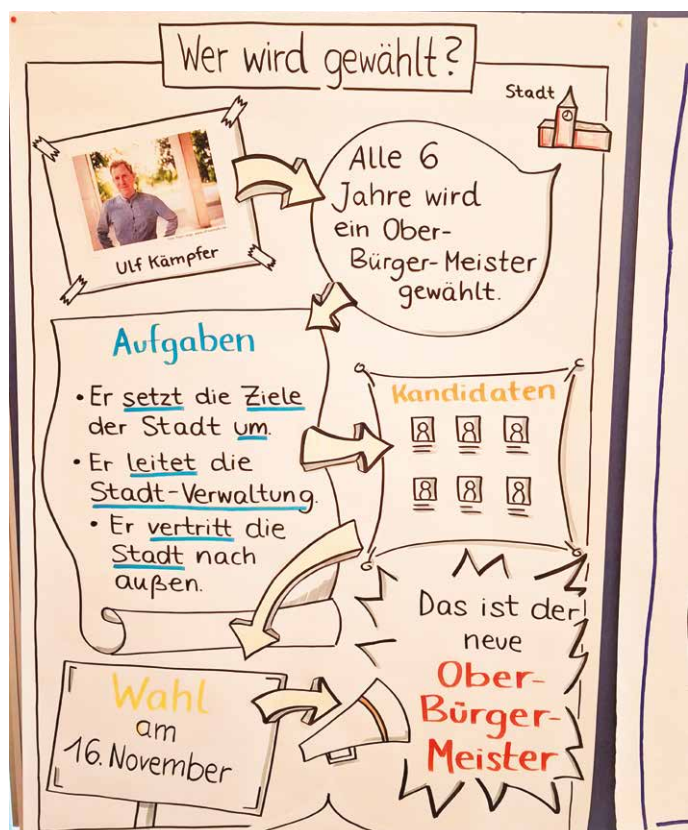 Wer wird gewählt?
Stadt
Ulf Kämpfer
Alle 6
Jahre wird
ein Ober-
Bürger-Meister
gewählt.
Aufgaben
• Er setzt die Ziele
der Stadt um.
• Er leitet die
Stadt-Verwaltung.
• Er vertritt die
Stadt nach
außen.
Kandidaten
Wahl
am
16. November
Das ist der
neue
Ober-
Bürger-
Meister